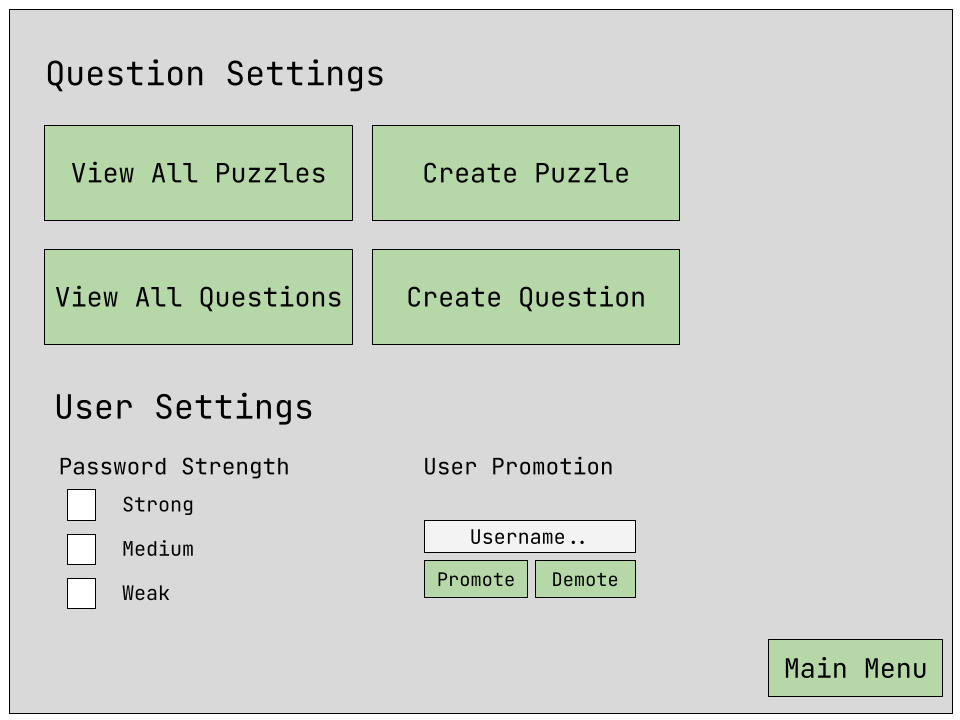 Question Settings
View All Puzzles
Create Puzzle
View All Questions
Create Question
User Settings
Password Strength
Strong
Medium
Weak
User Promotion
Username..
Promote
Demote
Main Menu